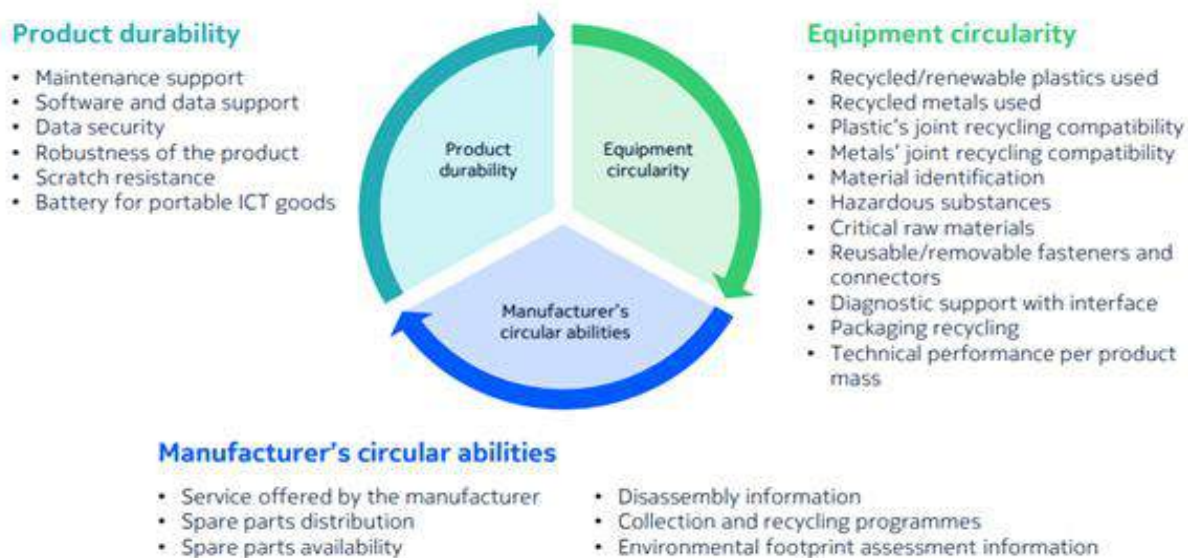 Product durability
• Maintenance support
• Software and data support
• Data security
• Robustness of the product
• Scratch resistance
• Battery for portable ICT goods
Product
durability
Equipment
circularity
Manufacturer's
circular abilities
Equipment circularity
• Recycled/renewable plastics used
• Recycled metals used
• Plastic's joint recycling compatibility
• Metals' joint recycling compatibility
• Material identification
• Hazardous substances
• Critical raw materials
• Reusable/removable fasteners and
connectors
• Diagnostic support with interface
• Packaging recycling
• Technical performance per product
mass
Manufacturer's circular abilities
• Service offered by the manufacturer
• Spare parts distribution
• Spare parts availability
• Disassembly information
• Collection and recycling programmes
• Environmental footprint assessment information